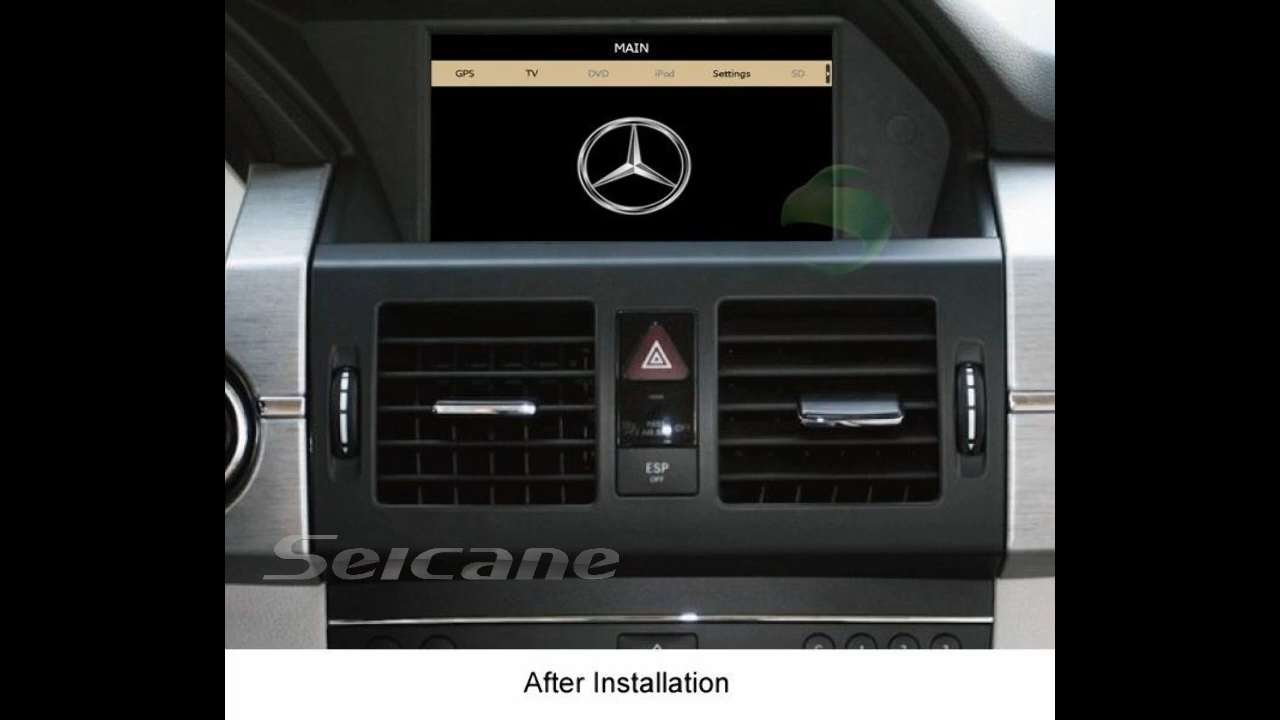 MAIN
GPS TV DVD iPod Settings SD
ESP
OFF
Seicane
After Installation